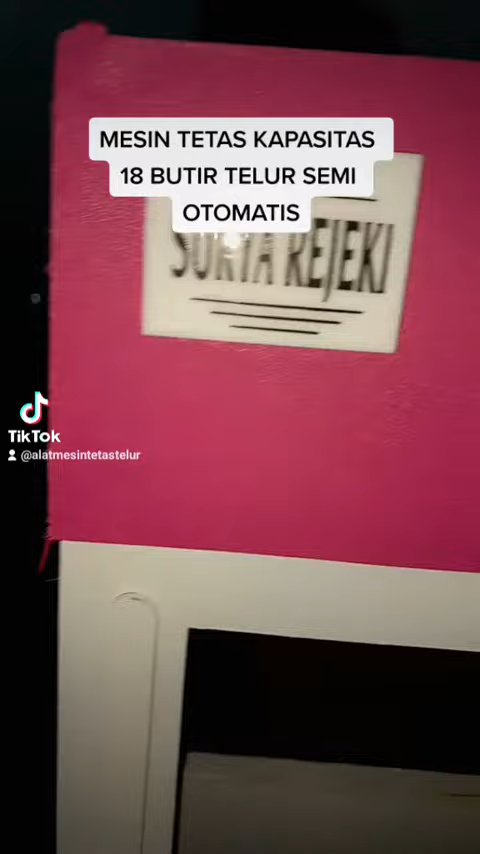 MESIN TETAS KAPASITAS
18 BUTIR TELUR SEMI
OTOMATIS
SURYA REJEKI
TikTok
@alatmesintetastelur